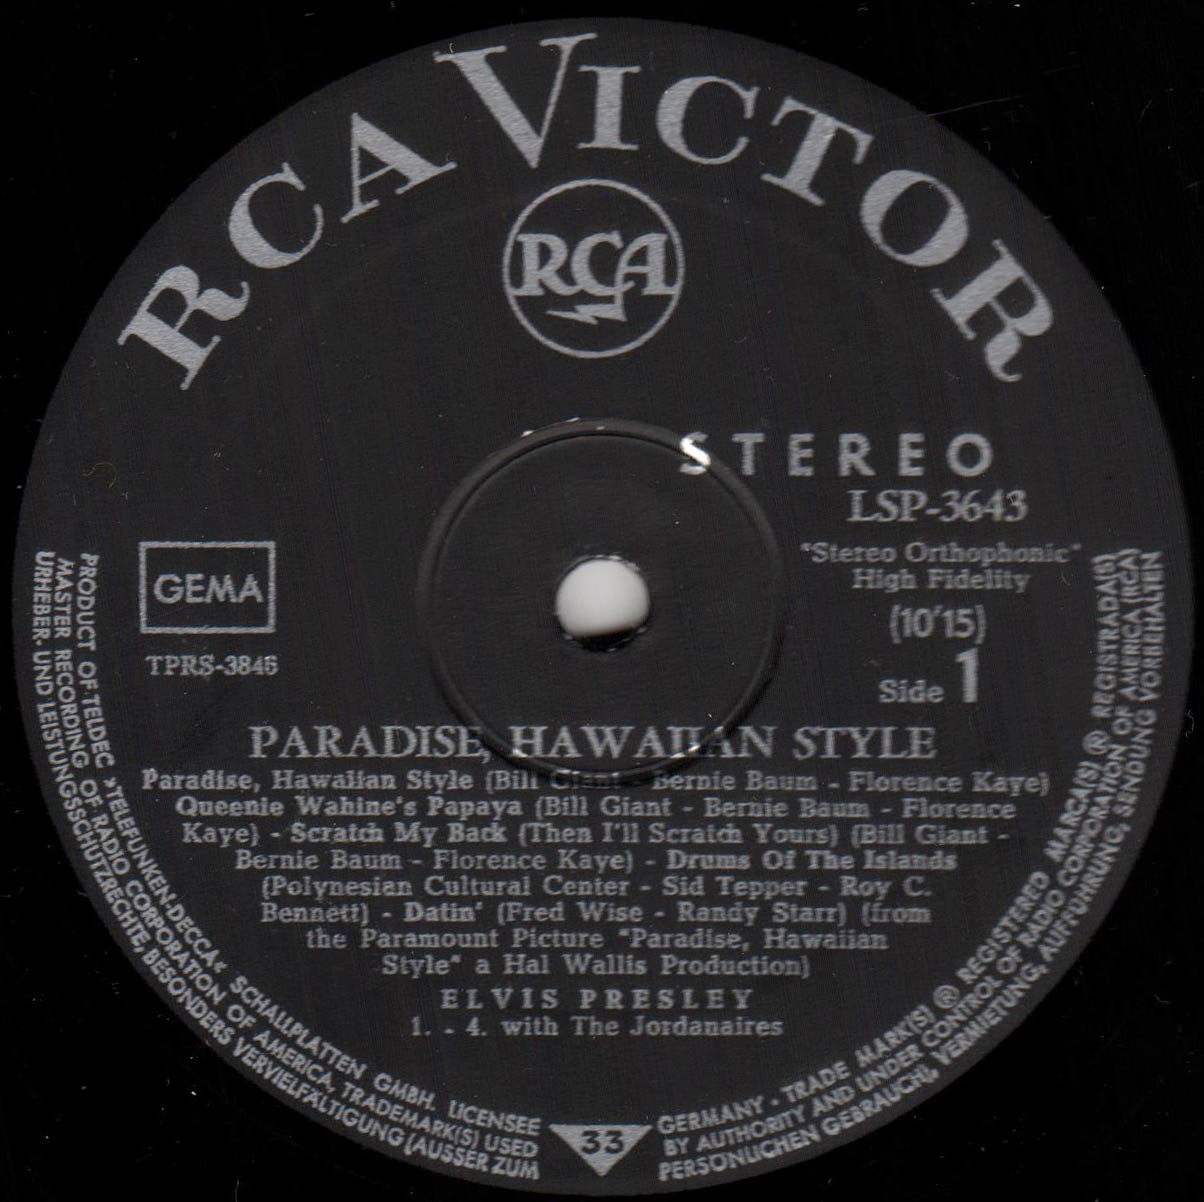 RCA VICTOR
RCA
STEREO
LSP-3643
"Stereo Orthophonic"
High Fidelity
(10'15)
Side 1
GEMA
TPRS-3846
PARADISE, HAWAIIAN STYLE
Paradise, Hawaiian Style (Bill Giant - Bernie Baum - Florence Kaye)
Queenie Wahine's Papaya (Bill Giant - Bernie Baum - Florence
Kaye) - Scratch My Back (Then I'll Scratch Yours) (Bill Giant -
Bernie Baum - Florence Kaye) - Drums Of The Islands
(Polynesian Cultural Center - Sid Tepper - Roy C.
Bennett) - Datin' (Fred Wise - Randy Starr) (from
the Paramount Picture "Paradise, Hawaiian
Style" a Hal Wallis Production)
ELVIS PRESLEY
1. - 4. with The Jordanaires
PRODUCT OF TELDEC »TELEFUNKEN-DECCA« SCHALLPLATTEN GMBH. LICENSEE GERMANY - TRADE MARK(S) ® REGISTERED MARCA(S) ® REGISTRADA(S)
MASTER RECORDING OF RADIO CORPORATION OF AMERICA, TRADEMARK(S) USED BY AUTHORITY AND UNDER CONTROL OF RADIO CORPORATION OF AMERICA (RCA)
URHEBER- UND LEISTUNGSSCHUTZRECHTE, BESONDERS VERVIELFÄLTIGUNG (AUSSER ZUM PERSÖNLICHEN GEBRAUCH), VERMIETUNG, AUFFÜHRUNG, SENDUNG VORBEHALTEN
33